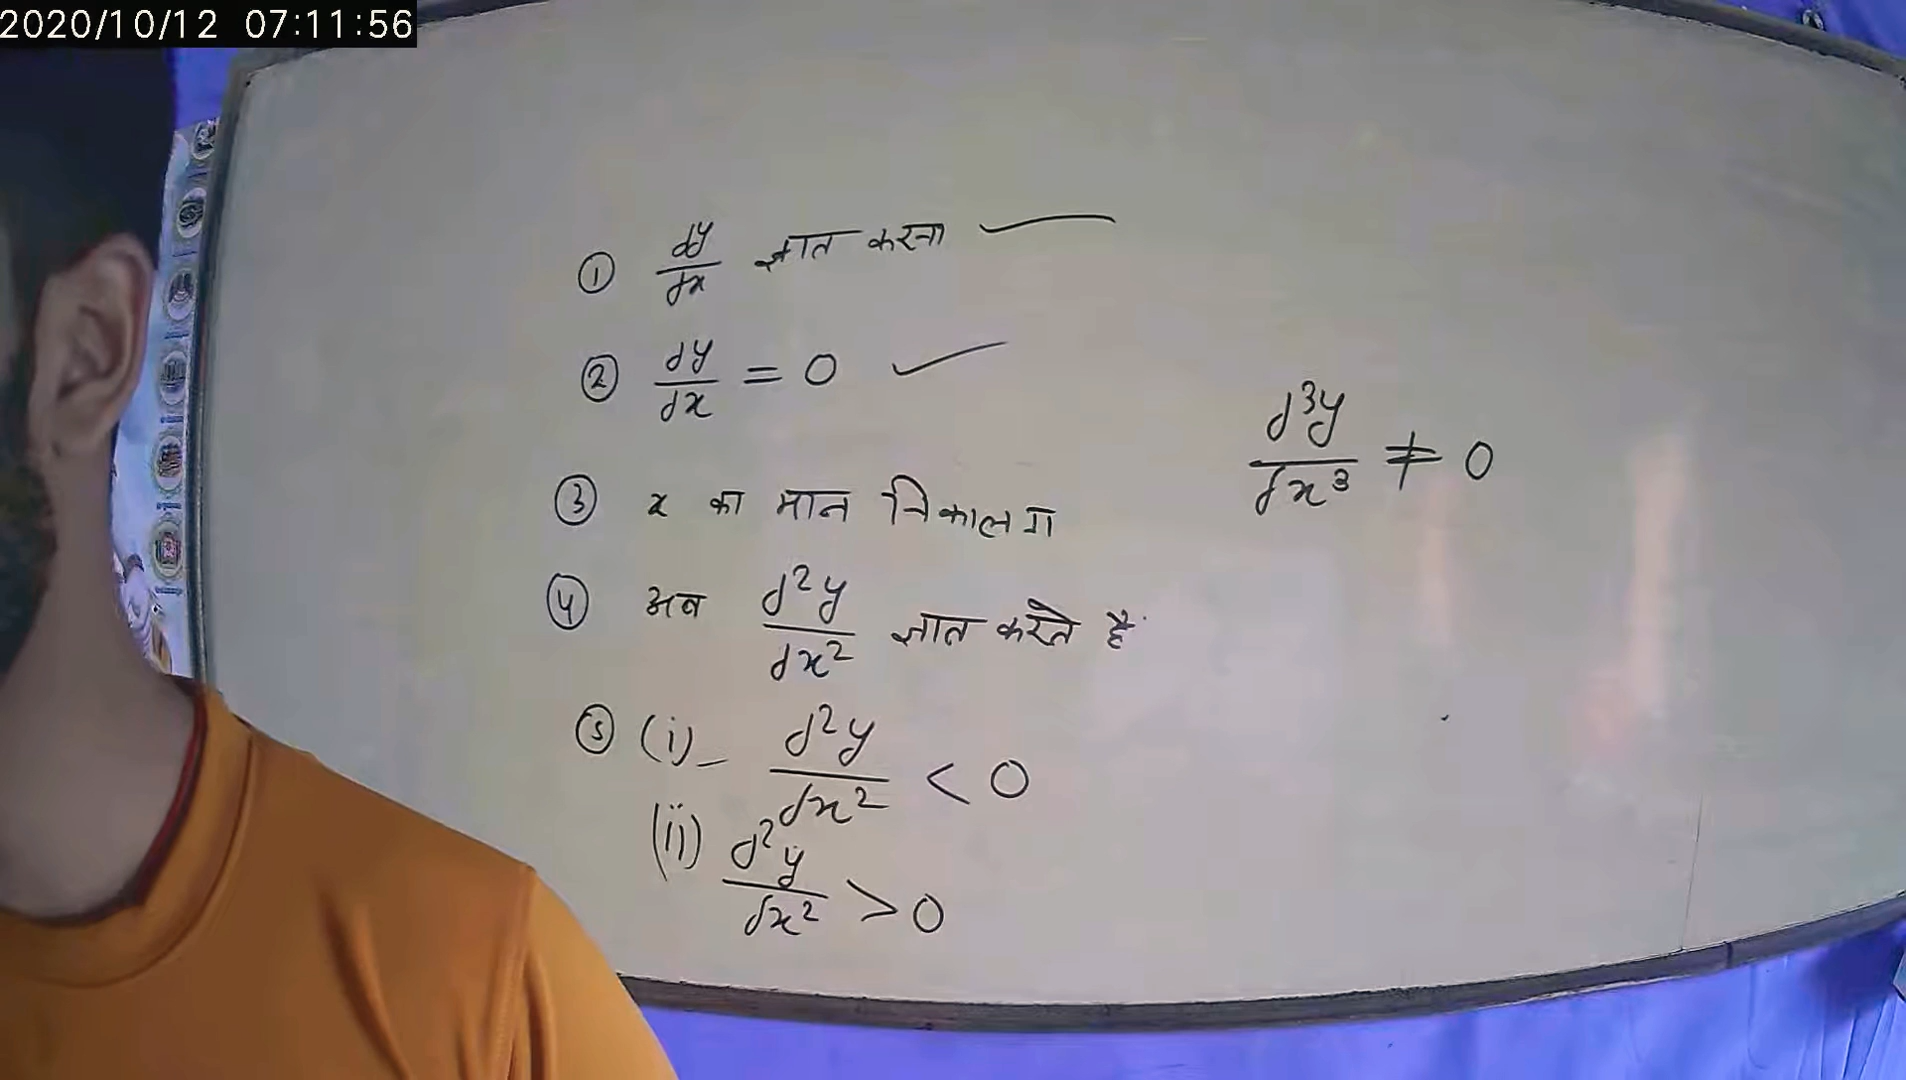 2020/10/12 07:11:56
① dy/dx ज्ञात करना
② dy/dx = 0
③ x का मान निकालना
④ अब d²y/dx² ज्ञात करते है
⑤ (i) – d²y/dx² < 0
(ii) d²y/dx² > 0
d³y/dx³ ≠ 0